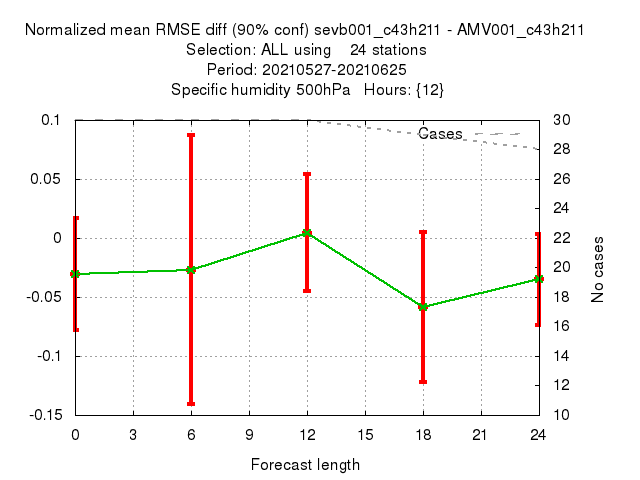 Normalized mean RMSE diff (90% conf) sevb001_c43h211 - AMV001_c43h211
Selection: ALL using    24 stations
Period: 20210527-20210625
Specific humidity 500hPa   Hours: {12}
0.1
0.05
0
-0.05
-0.1
-0.15
Cases
30
28
26
24
22
20
18
16
14
12
10
No cases
0 3 6 9 12 15 18 21 24
Forecast length